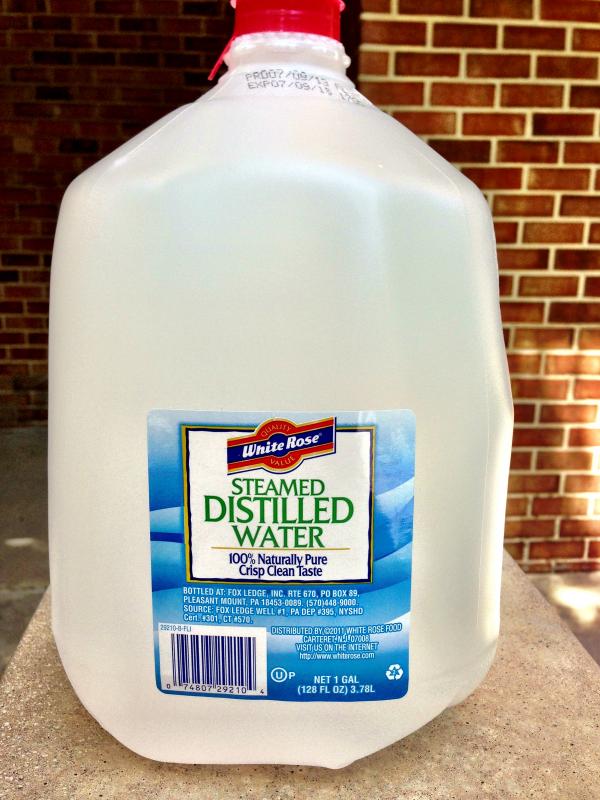 PROD07/09/13
EXP07/09/15
QUALITY
White Rose®
VALUE
STEAMED
DISTILLED
WATER
100% Naturally Pure
Crisp Clean Taste
BOTTLED AT: FOX LEDGE, INC. RTE 670, PO BOX 89,
PLEASANT MOUNT, PA 18453-0089. (570)448-9000.
SOURCE: FOX LEDGE WELL #1, PA DEP #395, NYSHD
Cert. #301, CT #570.
29210-B-FLI
DISTRIBUTED BY ©2011 WHITE ROSE FOOD
CARTERET, N.J. 07008
VISIT US ON THE INTERNET
http://www.whiterose.com
0 74807 29210 4
U P
NET 1 GAL
(128 FL OZ) 3.78L